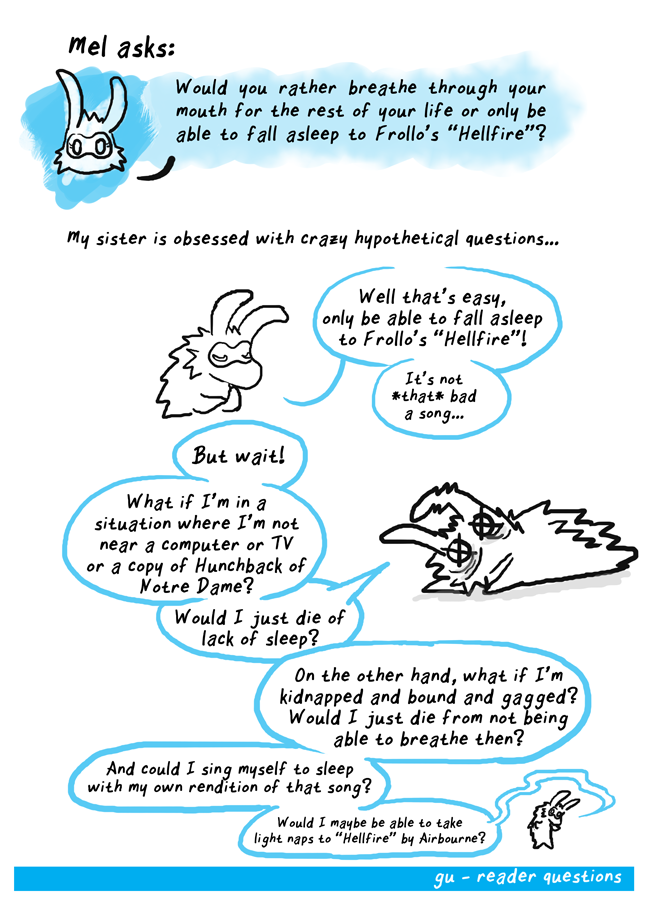 Mel asks:
Would you rather breathe through your
mouth for the rest of your life or only be
able to fall asleep to Frollo's "Hellfire"?
My sister is obsessed with crazy hypothetical questions...
Well that's easy,
only be able to fall asleep
to Frollo's "Hellfire"!
It's not
*that* bad
a song...
But wait!
What if I'm in a
situation where I'm not
near a computer or TV
or a copy of Hunchback of
Notre Dame?
Would I just die of
lack of sleep?
On the other hand, what if I'm
kidnapped and bound and gagged?
Would I just die from not being
able to breathe then?
And could I sing myself to sleep
with my own rendition of that song?
Would I maybe be able to take
light naps to "Hellfire" by Airbourne?
gu - reader questions